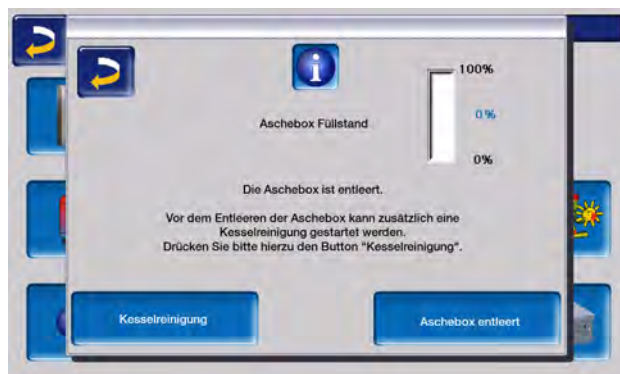 100%
Aschebox Füllstand
0%
0%
Die Aschebox ist entleert.
Vor dem Entleeren der Aschebox kann zusätzlich eine
Kesselreinigung gestartet werden.
Drücken Sie bitte hierzu den Button "Kesselreinigung".
Kesselreinigung
Aschebox entleert